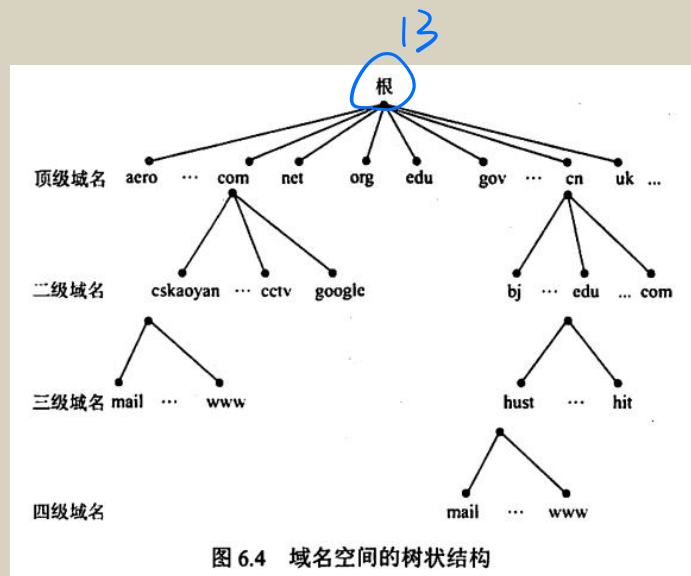 13
根
顶级域名 aero … com net org edu gov … cn uk ...
二级域名 cskaoyan … cctv google bj … edu ... com
三级域名 mail … www hust … hit
四级域名 mail … www
图 6.4 域名空间的树状结构